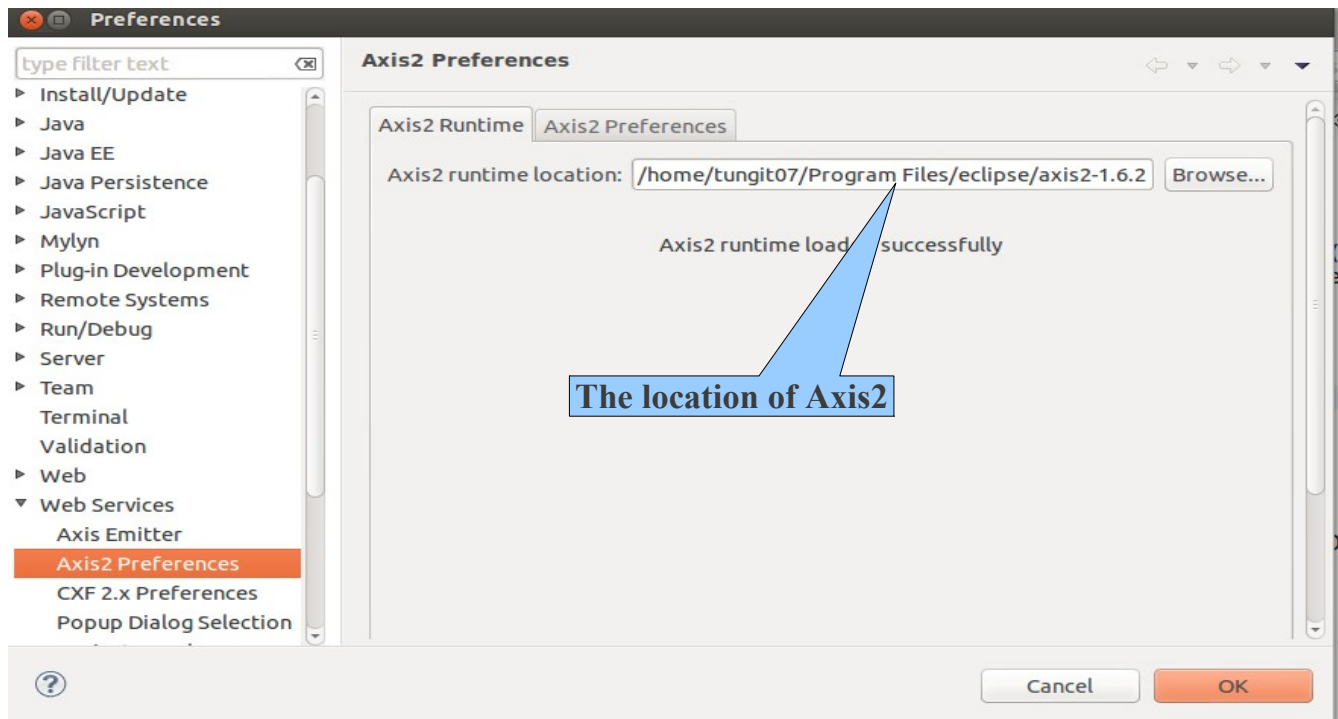 Preferences
type filter text
Install/Update
Java
Java EE
Java Persistence
JavaScript
Mylyn
Plug-in Development
Remote Systems
Run/Debug
Server
Team
Terminal
Validation
Web
Web Services
Axis Emitter
Axis2 Preferences
CXF 2.x Preferences
Popup Dialog Selection
Axis2 Preferences
Axis2 Runtime Axis2 Preferences
Axis2 runtime location: /home/tungit07/Program Files/eclipse/axis2-1.6.2 Browse...
Axis2 runtime successfully
The location of Axis2
? Cancel OK